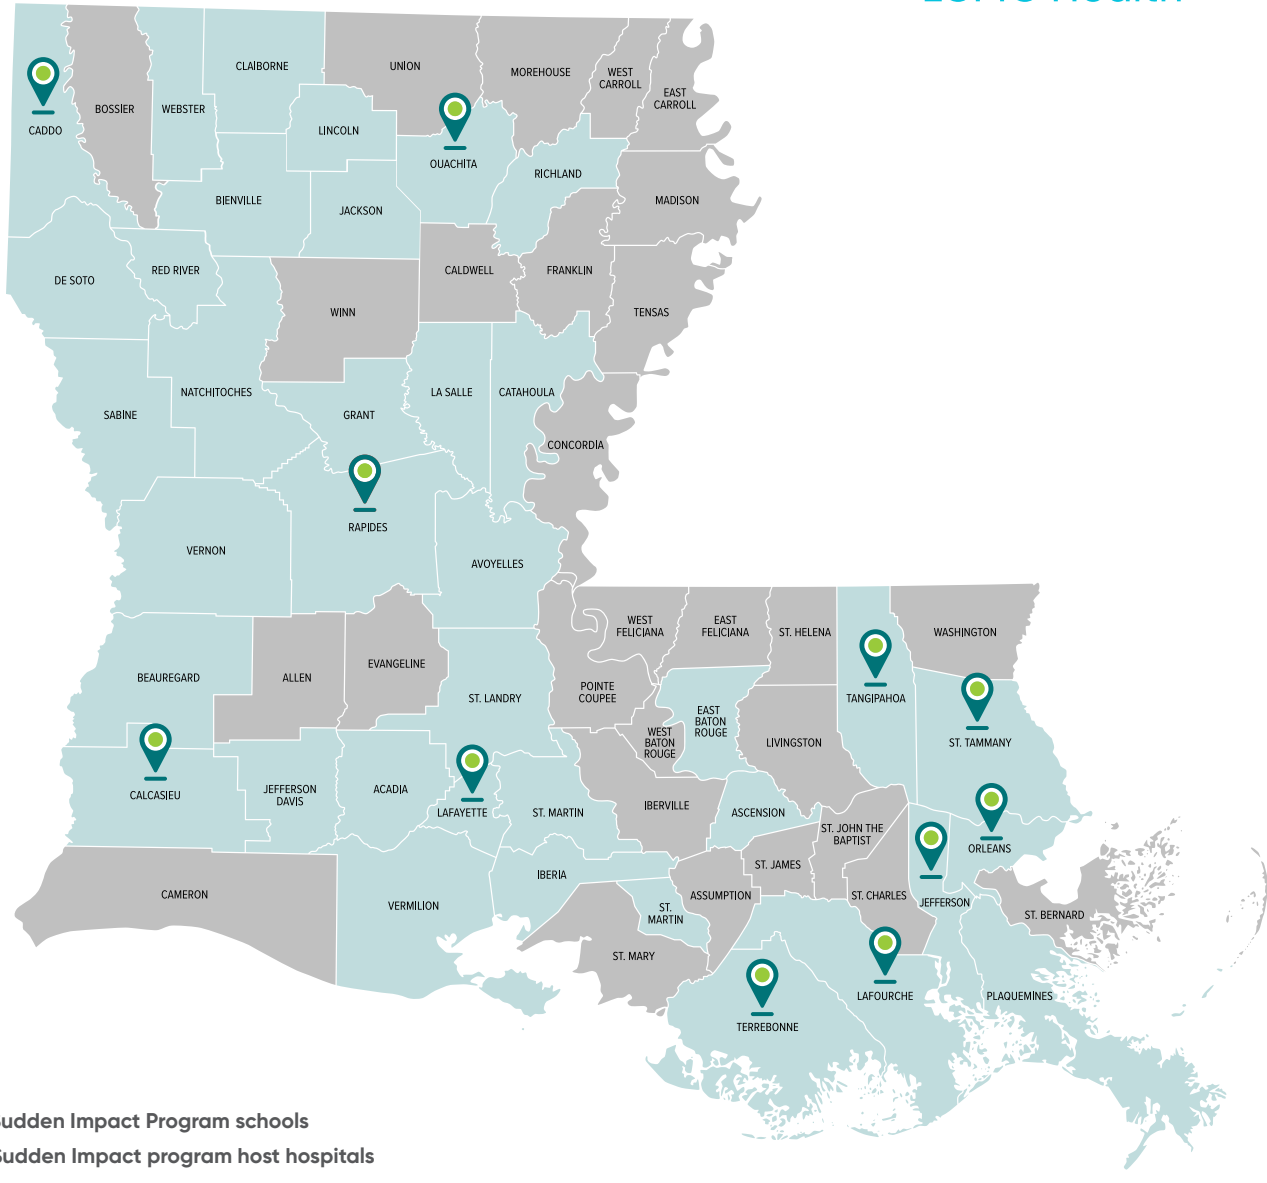 Health
CLAIBORNE
UNION
MOREHOUSE
WEST
CARROLL
EAST
CARROLL
BOSSIER
WEBSTER
CADDO
LINCOLN
OUACHITA
RICHLAND
MADISON
BIENVILLE
JACKSON
DE SOTO
RED RIVER
CALDWELL
FRANKLIN
TENSAS
WINN
SABINE
NATCHITOCHES
GRANT
LA SALLE
CATAHOULA
CONCORDIA
RAPIDES
VERNON
AVOYELLES
WEST
FELICIANA
EAST
FELICIANA
ST. HELENA
WASHINGTON
BEAUREGARD
ALLEN
EVANGELINE
ST. LANDRY
POINTE
COUPEE
TANGIPAHOA
EAST
BATON
ROUGE
WEST
BATON
ROUGE
LIVINGSTON
ST. TAMMANY
CALCASIEU
JEFFERSON
DAVIS
ACADIA
LAFAYETTE
ST. MARTIN
IBERVILLE
ASCENSION
ST. JOHN THE
BAPTIST
ORLEANS
ST. JAMES
CAMERON
VERMILION
IBERIA
ST.
MARTIN
ASSUMPTION
ST. CHARLES
JEFFERSON
ST. BERNARD
ST. MARY
TERREBONNE
LAFOURCHE
PLAQUEMINES
Sudden Impact Program schools
Sudden Impact program host hospitals